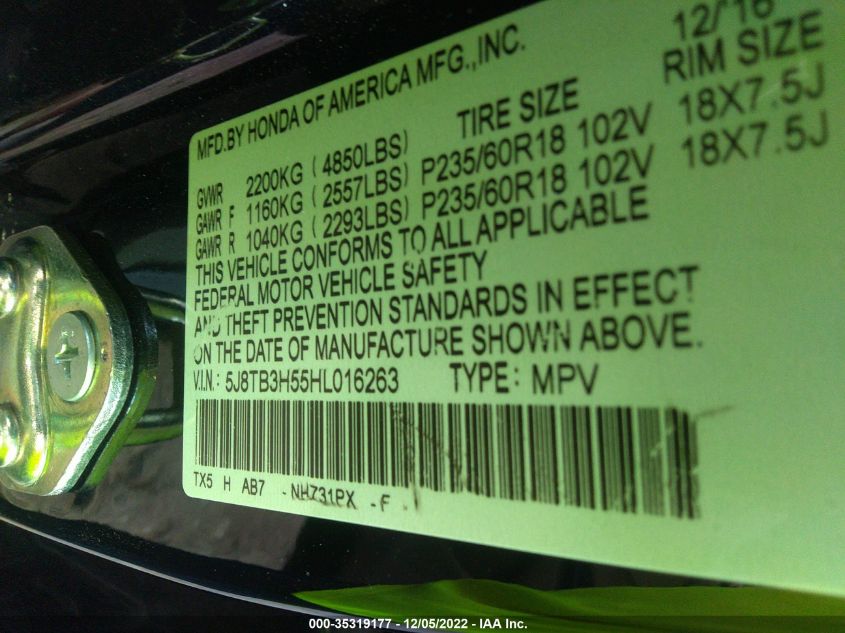 12/'16
MFD.BY HONDA OF AMERICA MFG.,INC.
TIRE SIZE RIM SIZE
GVWR 2200KG ( 4850LBS)
GAWR F 1160KG ( 2557LBS) P235/60R18 102V 18X7.5J
GAWR R 1040KG ( 2293LBS) P235/60R18 102V 18X7.5J
THIS VEHICLE CONFORMS TO ALL APPLICABLE
FEDERAL MOTOR VEHICLE SAFETY
AND THEFT PREVENTION STANDARDS IN EFFECT
ON THE DATE OF MANUFACTURE SHOWN ABOVE.
V.I.N.: 5J8TB3H55HL016263 TYPE: MPV
TX5 H AB7 - NHZ31PX -F -
000-35319177 - 12/05/2022 - IAA Inc.